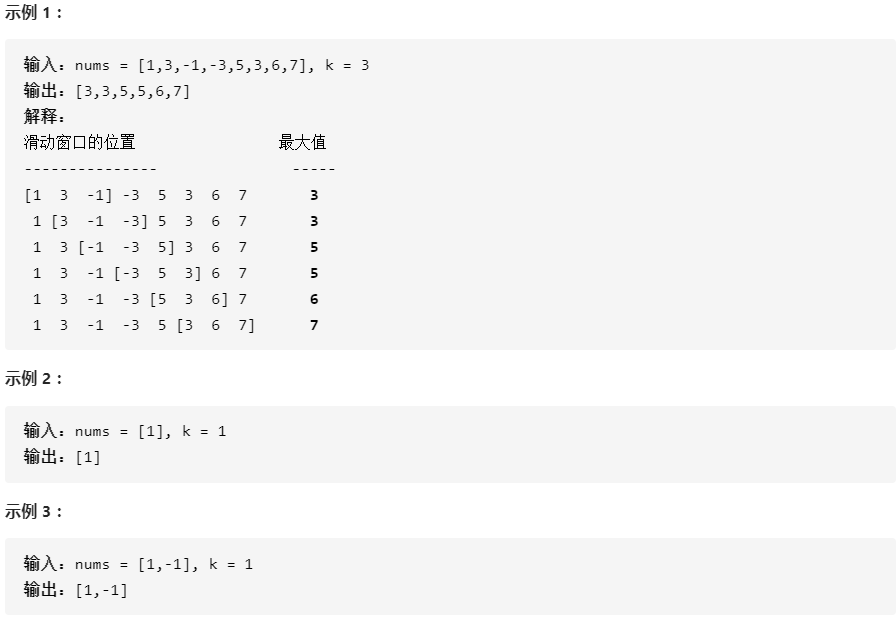 示例 1：
输入：nums = [1,3,-1,-3,5,3,6,7], k = 3
输出：[3,3,5,5,6,7]
解释：
滑动窗口的位置                最大值
---------------               -----
[1  3  -1] -3  5  3  6  7       3
 1 [3  -1  -3] 5  3  6  7       3
 1  3 [-1  -3  5] 3  6  7       5
 1  3  -1 [-3  5  3] 6  7       5
 1  3  -1  -3 [5  3  6] 7       6
 1  3  -1  -3  5 [3  6  7]      7
示例 2：
输入：nums = [1], k = 1
输出：[1]
示例 3：
输入：nums = [1,-1], k = 1
输出：[1,-1]